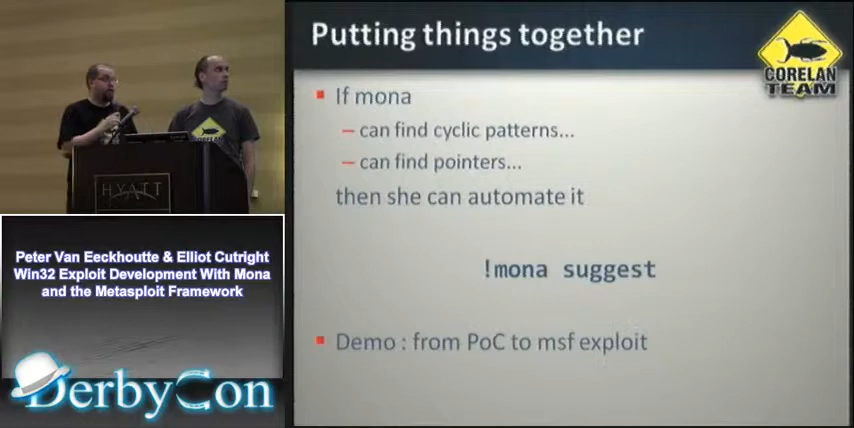 Putting things together
CORELAN
TEAM
▪ If mona
– can find cyclic patterns...
– can find pointers...
then she can automate it
!mona suggest
▪ Demo : from PoC to msf exploit
HYATT
Peter Van Eeckhoutte & Elliot Cutright
Win32 Exploit Development With Mona
and the Metasploit Framework
DerbyCon